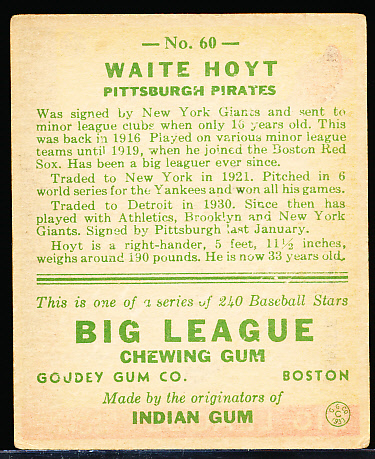 — No. 60 —
WAITE HOYT
PITTSBURGH PIRATES
Was signed by New York Giants and sent to
minor league clubs when only 16 years old. This
was back in 1916 Played on various minor league
teams until 1919, when he joined the Boston Red
Sox. Has been a big leaguer ever since.
Traded to New York in 1921. Pitched in 6
world series for the Yankees and won all his games.
Traded to Detroit in 1930. Since then has
played with Athletics, Brooklyn and New York
Giants. Signed by Pittsburgh last January.
Hoyt is a right-hander, 5 feet, 11½ inches,
weighs around 190 pounds. He is now 33 years old.
This is one of a series of 240 Baseball Stars
BIG LEAGUE
CHEWING GUM
GOUDEY GUM CO. BOSTON
Made by the originators of
INDIAN GUM